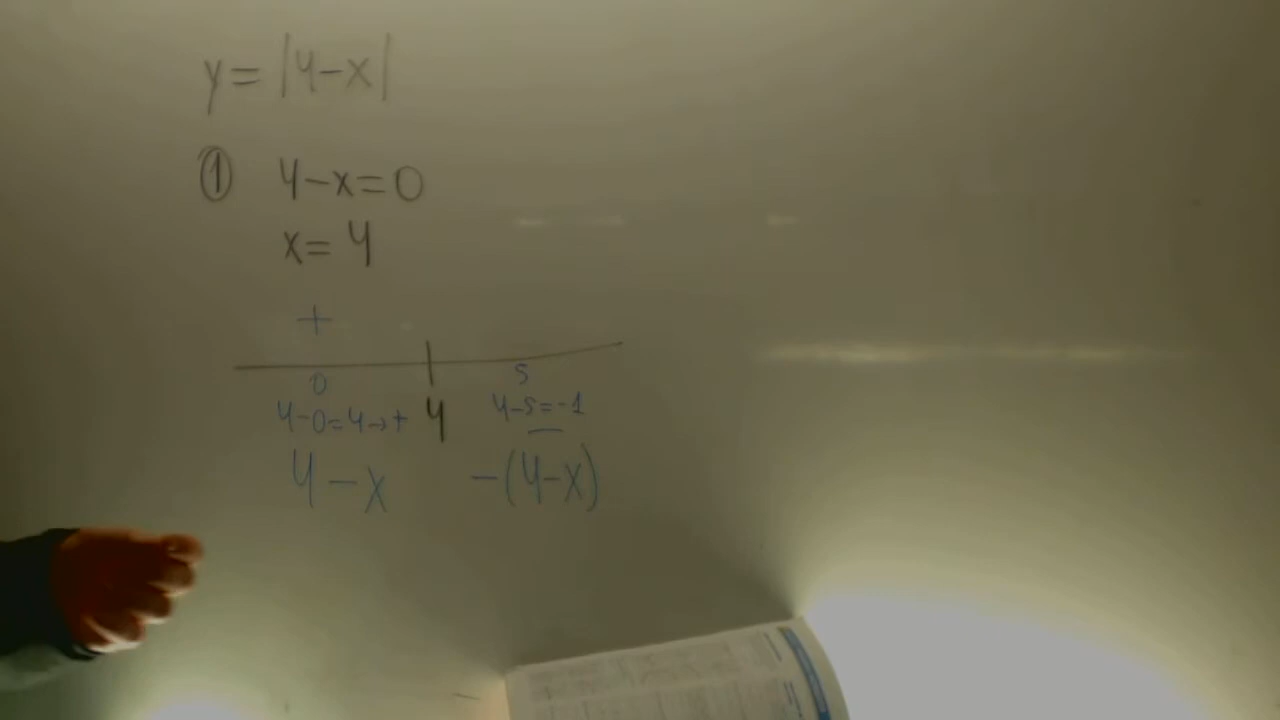 y = |4-x|
① 4-x=0
x= 4
+
0 5
4-0=4→+ 4 4-5=-1
4-x -(4-x)